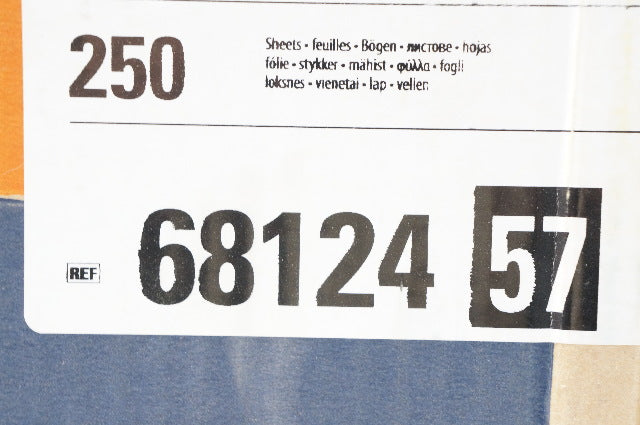 250
Sheets • feuilles • Bögen • листове • hojas
fólie • stykker • mähist • φύλλα • fogli
loksnes • vienetai • lap • vellen
REF 68124 57